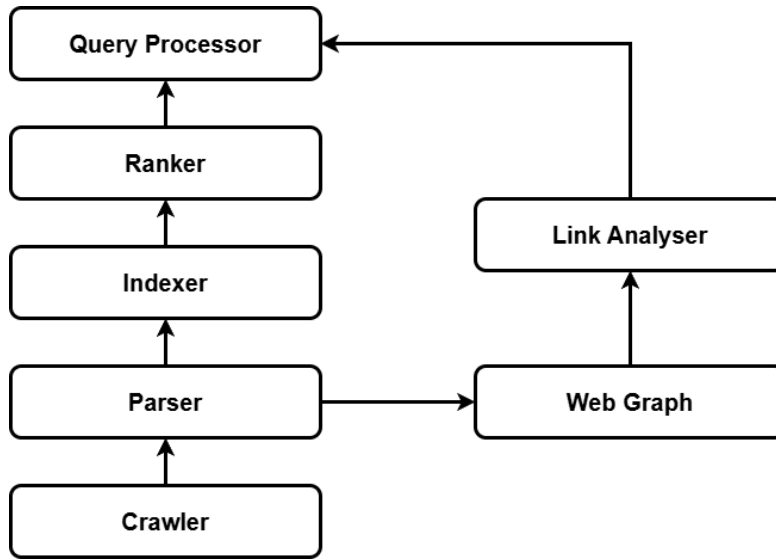 Query Processor
Ranker
Link Analyser
Indexer
Parser
Web Graph
Crawler